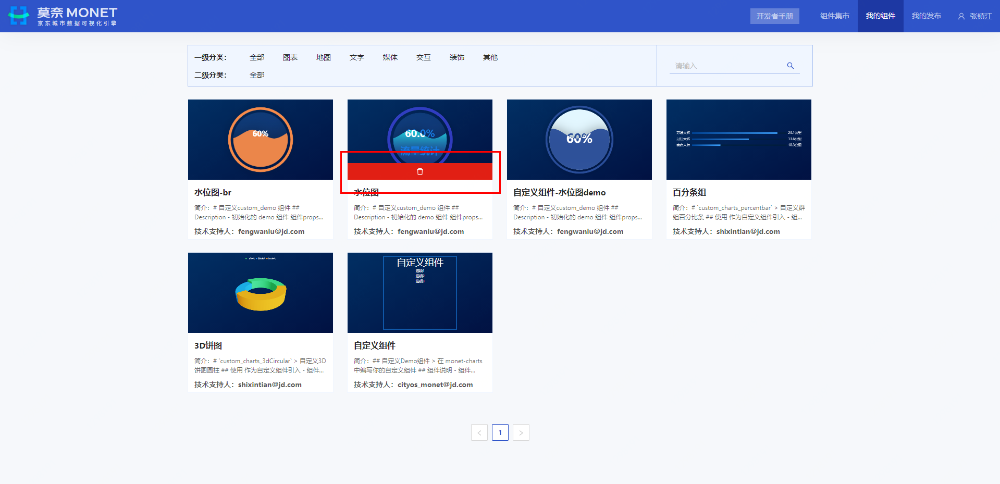 莫奈 MONET
京东城市数据可视化引擎
开发者手册
组件集市
我的组件
我的发布
张镇江
一级分类： 全部 图表 地图 文字 媒体 交互 装饰 其他
二级分类： 全部
请输入
60%
60.0%
流量统计
60%
苏通大桥 23.1公里
过江大桥 13.6公里
18.3公里
水位图-br
简介：# 自定义custom_demo 组件 ##
Description - 初始化的 demo 组件 组件props...
技术支持人：fengwanlu@jd.com
水位图
简介：# 自定义custom_demo 组件 ##
Description - 初始化的 demo 组件 组件props...
技术支持人：fengwanlu@jd.com
自定义组件-水位图demo
简介：# 自定义custom_demo 组件 ##
Description - 初始化的 demo 组件 组件props...
技术支持人：fengwanlu@jd.com
百分条组
简介：# `custom_charts_percentbar` > 自定义群
组百分比条 ## 使用 作为自定义组件引入 - 组...
技术支持人：shixintian@jd.com
3D饼图
简介：# `custom_charts_3dCircular` > 自定义3D
饼图圆柱 ## 使用 作为自定义组件引入 - 组件...
技术支持人：shixintian@jd.com
自定义组件
选项1
选项2
选项3
自定义组件
简介：## 自定义Demo组件 > 在 monet-charts
中编写你的自定义组件 ## 组件说明 - 组件...
技术支持人：cityos_monet@jd.com
< 1 >